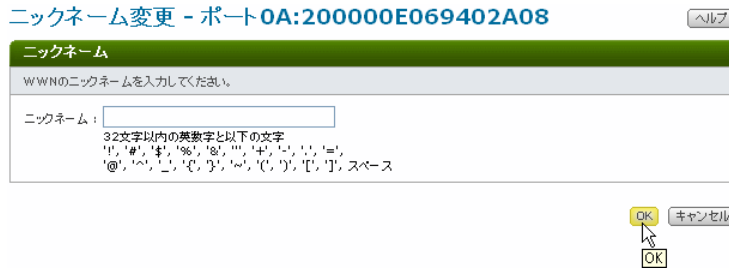 ニックネーム変更 - ポート0A:200000E069402A08
ヘルプ
ニックネーム
WWNのニックネームを入力してください。
ニックネーム :
32文字以内の英数字と以下の文字
'!', '#', '$', '%', '&', ''', '+', '-', '.', '=',
'@', '^', '_', '{', '}', '~', '(', ')', '[', ']', スペース
OK
キャンセル
OK